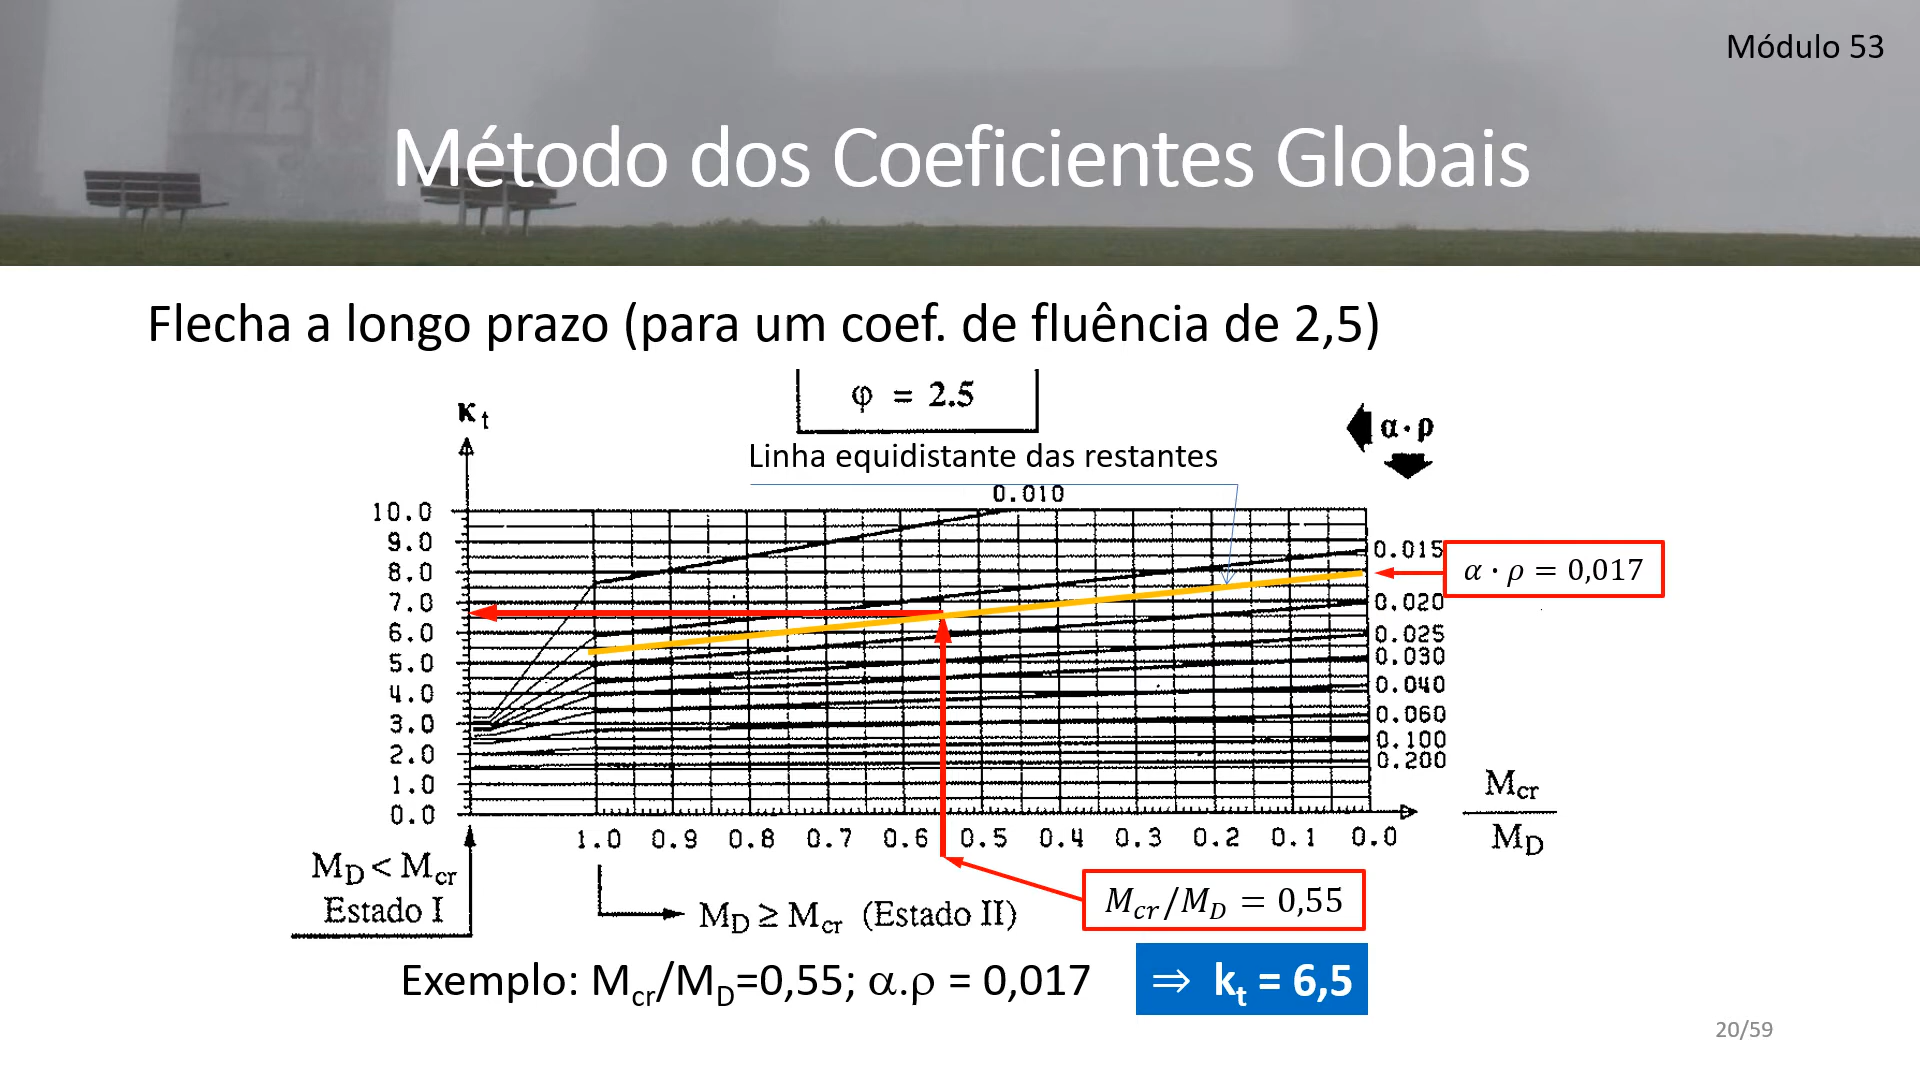 Módulo 53
Método dos Coeficientes Globais
Flecha a longo prazo (para um coef. de fluência de 2,5)
φ = 2.5
κt
α·ρ
Linha equidistante das restantes
0.010
10.0
9.0
8.0
7.0
6.0
5.0
4.0
3.0
2.0
1.0
0.0
0.015
0.020
0.025
0.030
0.040
0.060
0.100
0.200
α · ρ = 0,017
1.0 0.9 0.8 0.7 0.6 0.5 0.4 0.3 0.2 0.1 0.0
Mcr
MD
MD < Mcr
Estado I
MD ≥ Mcr (Estado II)
Mcr/MD = 0,55
Exemplo: Mcr/MD=0,55; α.ρ = 0,017
⇒ kt = 6,5
20/59